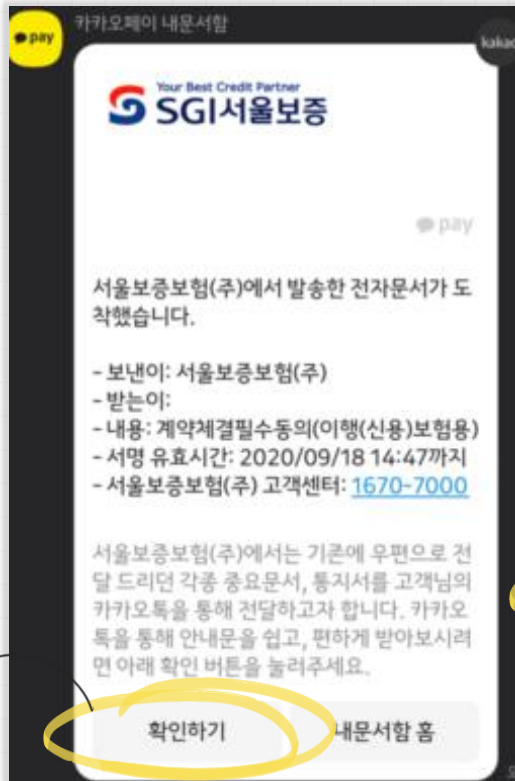 pay
카카오페이 내문서함
kakao
Your Best Credit Partner
SGI서울보증
pay
서울보증보험(주)에서 발송한 전자문서가 도
착했습니다.
- 보낸이: 서울보증보험(주)
- 받는이:
- 내용: 계약체결필수동의(이행(신용)보험용)
- 서명 유효시간: 2020/09/18 14:47까지
- 서울보증보험(주) 고객센터: 1670-7000
서울보증보험(주)에서는 기존에 우편으로 전
달 드리던 각종 중요문서, 통지서를 고객님의
카카오톡을 통해 전달하고자 합니다. 카카오
톡을 통해 안내문을 쉽고, 편하게 받아보시려
면 아래 확인 버튼을 눌러주세요.
확인하기
내문서함 홈